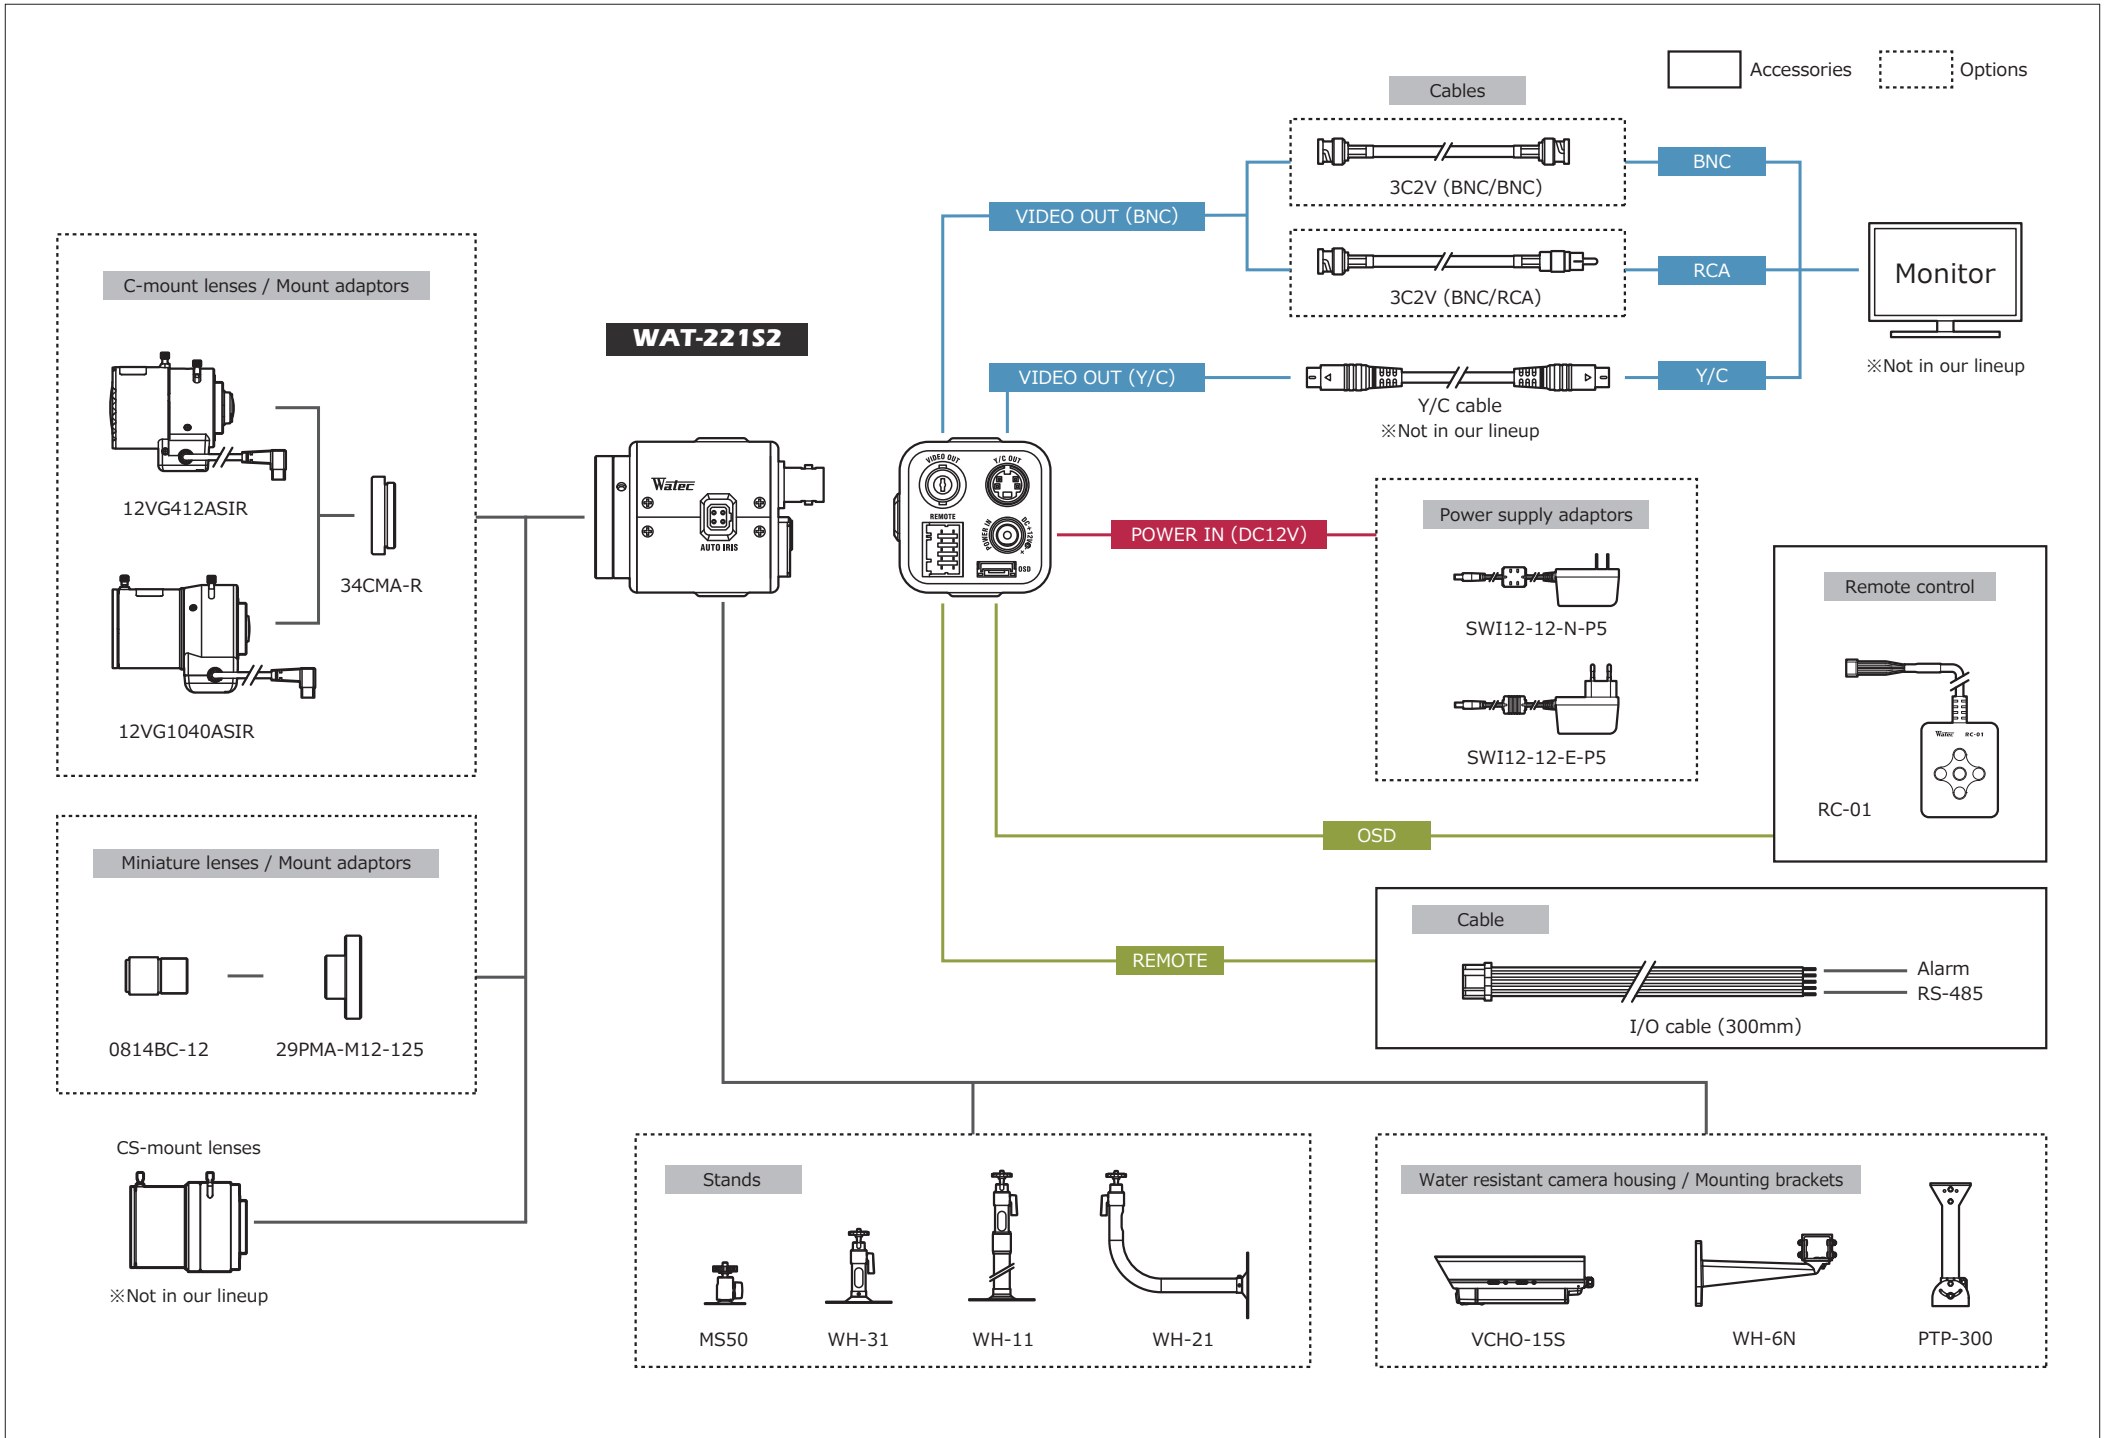 Accessories
Options
Cables
3C2V (BNC/BNC)
BNC
VIDEO OUT (BNC)
3C2V (BNC/RCA)
RCA
Monitor
※Not in our lineup
VIDEO OUT (Y/C)
Y/C
Y/C cable
※Not in our lineup
C-mount lenses / Mount adaptors
12VG412ASIR
34CMA-R
12VG1040ASIR
WAT-221S2
Watec
AUTO IRIS
VIDEO OUT
Y/C OUT
REMOTE
POWER IN
DC+12V
OSD
POWER IN (DC12V)
Power supply adaptors
SWI12-12-N-P5
SWI12-12-E-P5
Remote control
Watec RC-01
RC-01
OSD
Miniature lenses / Mount adaptors
0814BC-12
29PMA-M12-125
REMOTE
Cable
Alarm
RS-485
I/O cable (300mm)
CS-mount lenses
※Not in our lineup
Stands
MS50
WH-31
WH-11
WH-21
Water resistant camera housing / Mounting brackets
VCHO-15S
WH-6N
PTP-300